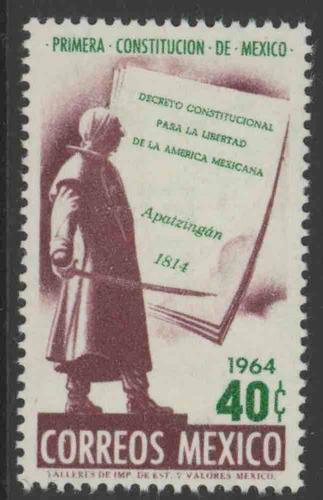 · PRIMERA · CONSTITUCION · DE · MEXICO ·
DECRETO CONSTITUCIONAL
PARA LA LIBERTAD
DE LA AMERICA MEXICANA
Apatzingán
1814
1964
40¢
CORREOS MEXICO
TALLERES DE IMP. DE EST. Y VALORES MEXICO.